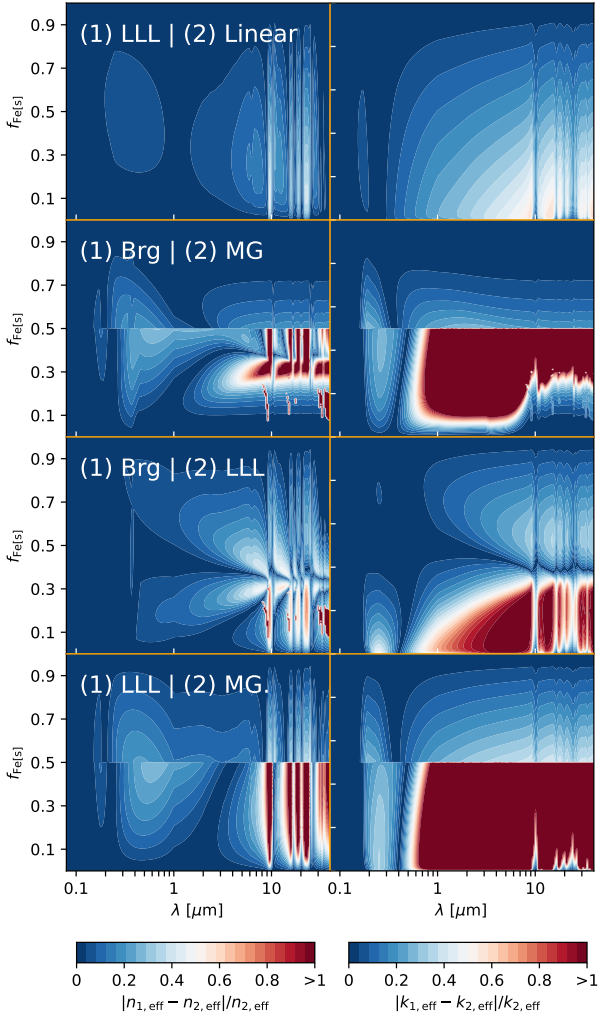 (1) LLL | (2) Linear
0.9
0.7
0.5
0.3
0.1
f_Fe[s]
(1) Brg | (2) MG
0.9
0.7
0.5
0.3
0.1
f_Fe[s]
(1) Brg | (2) LLL
0.9
0.7
0.5
0.3
0.1
f_Fe[s]
(1) LLL | (2) MG.
0.9
0.7
0.5
0.3
0.1
f_Fe[s]
0.1 1 10 0.1 1 10
λ [μm] λ [μm]
0 0.2 0.4 0.6 0.8 >1 0 0.2 0.4 0.6 0.8 >1
|n_1,eff − n_2,eff|/n_2,eff |k_1,eff − k_2,eff|/k_2,eff